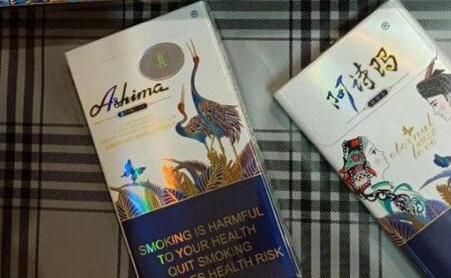 Ashima
SMOKING IS HARMFUL
TO YOUR HEALTH
QUIT SMOKING
HEALTH RISK
阿诗玛
eternal
love